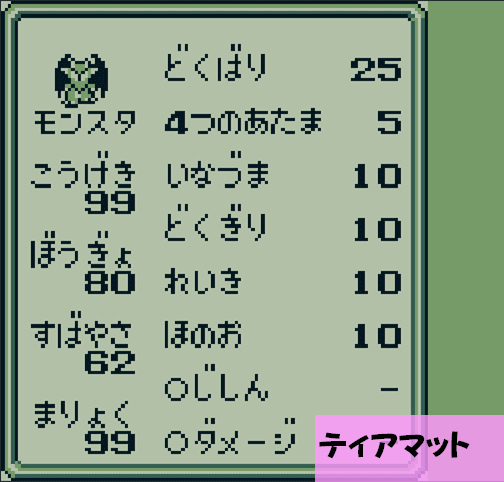 どくばり 25
モンスタ 4つのあたま 5
こうげき いなづま 10
99
どくぎり 10
ぼうぎょ
80 れいき 10
すばやさ ほのお 10
62
○じしん -
まりょく
99 ○ダメージ
ティアマット